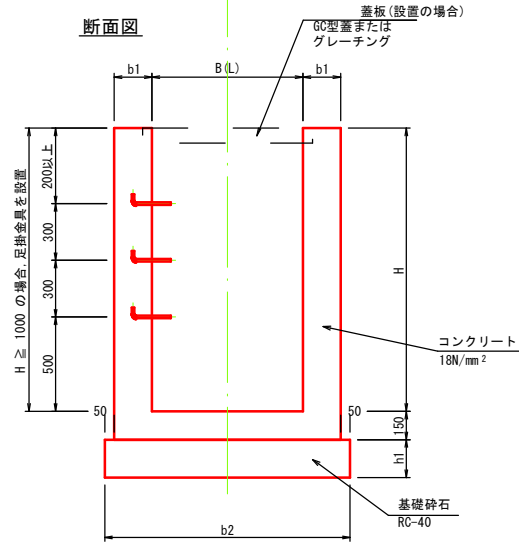 断面図
蓋板(設置の場合)
GC型蓋または
グレーチング
b1
B(L)
b1
200以上
300
300
500
H ≧ 1000 の場合,足掛金具を設置
H
コンクリート
18N/mm²
50
50
150
h1
基礎砕石
RC-40
b2